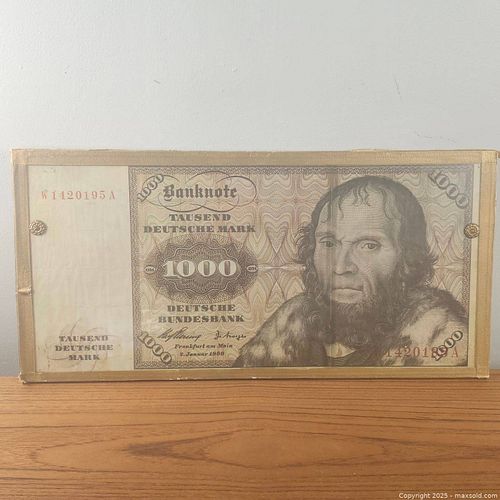 W1420195A
1000
Banknote
1000
TAUSEND
DEUTSCHE MARK
1000
DEUTSCHE
BUNDESBANK
Frankfurt am Main
2. Januar 1960
TAUSEND
DEUTSCHE
MARK
1000
1000
Copyright © 2025 - maxsold.com